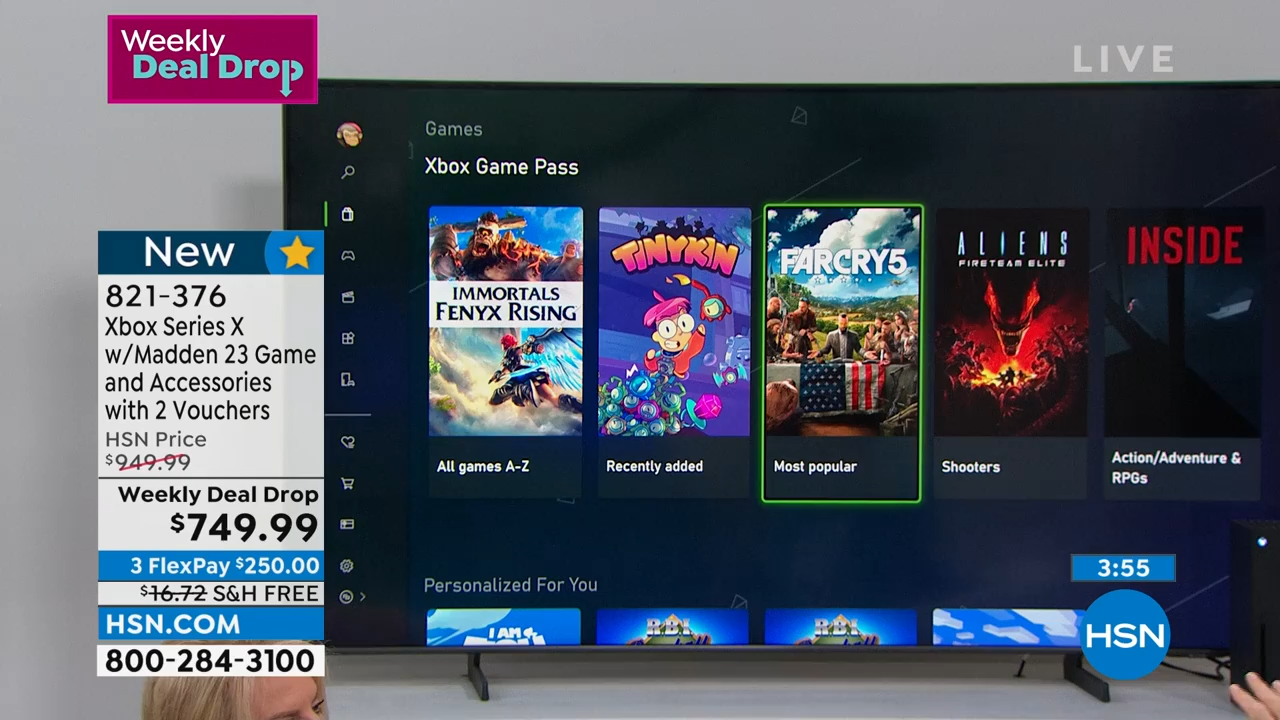 Weekly
Deal Drop
LIVE
New
821-376
Xbox Series X
w/Madden 23 Game
and Accessories
with 2 Vouchers
HSN Price
$949.99
Weekly Deal Drop
$749.99
3 FlexPay $250.00
$16.72 S&H FREE
HSN.COM
800-284-3100
Games
Xbox Game Pass
IMMORTALS
FENYX RISING
All games A-Z
TINYKIN
Recently added
FARCRY5
Most popular
ALIENS
FIRETEAM ELITE
Shooters
INSIDE
Action/Adventure &
RPGs
Personalized For You
I AM
RBI
RBI
3:55
HSN